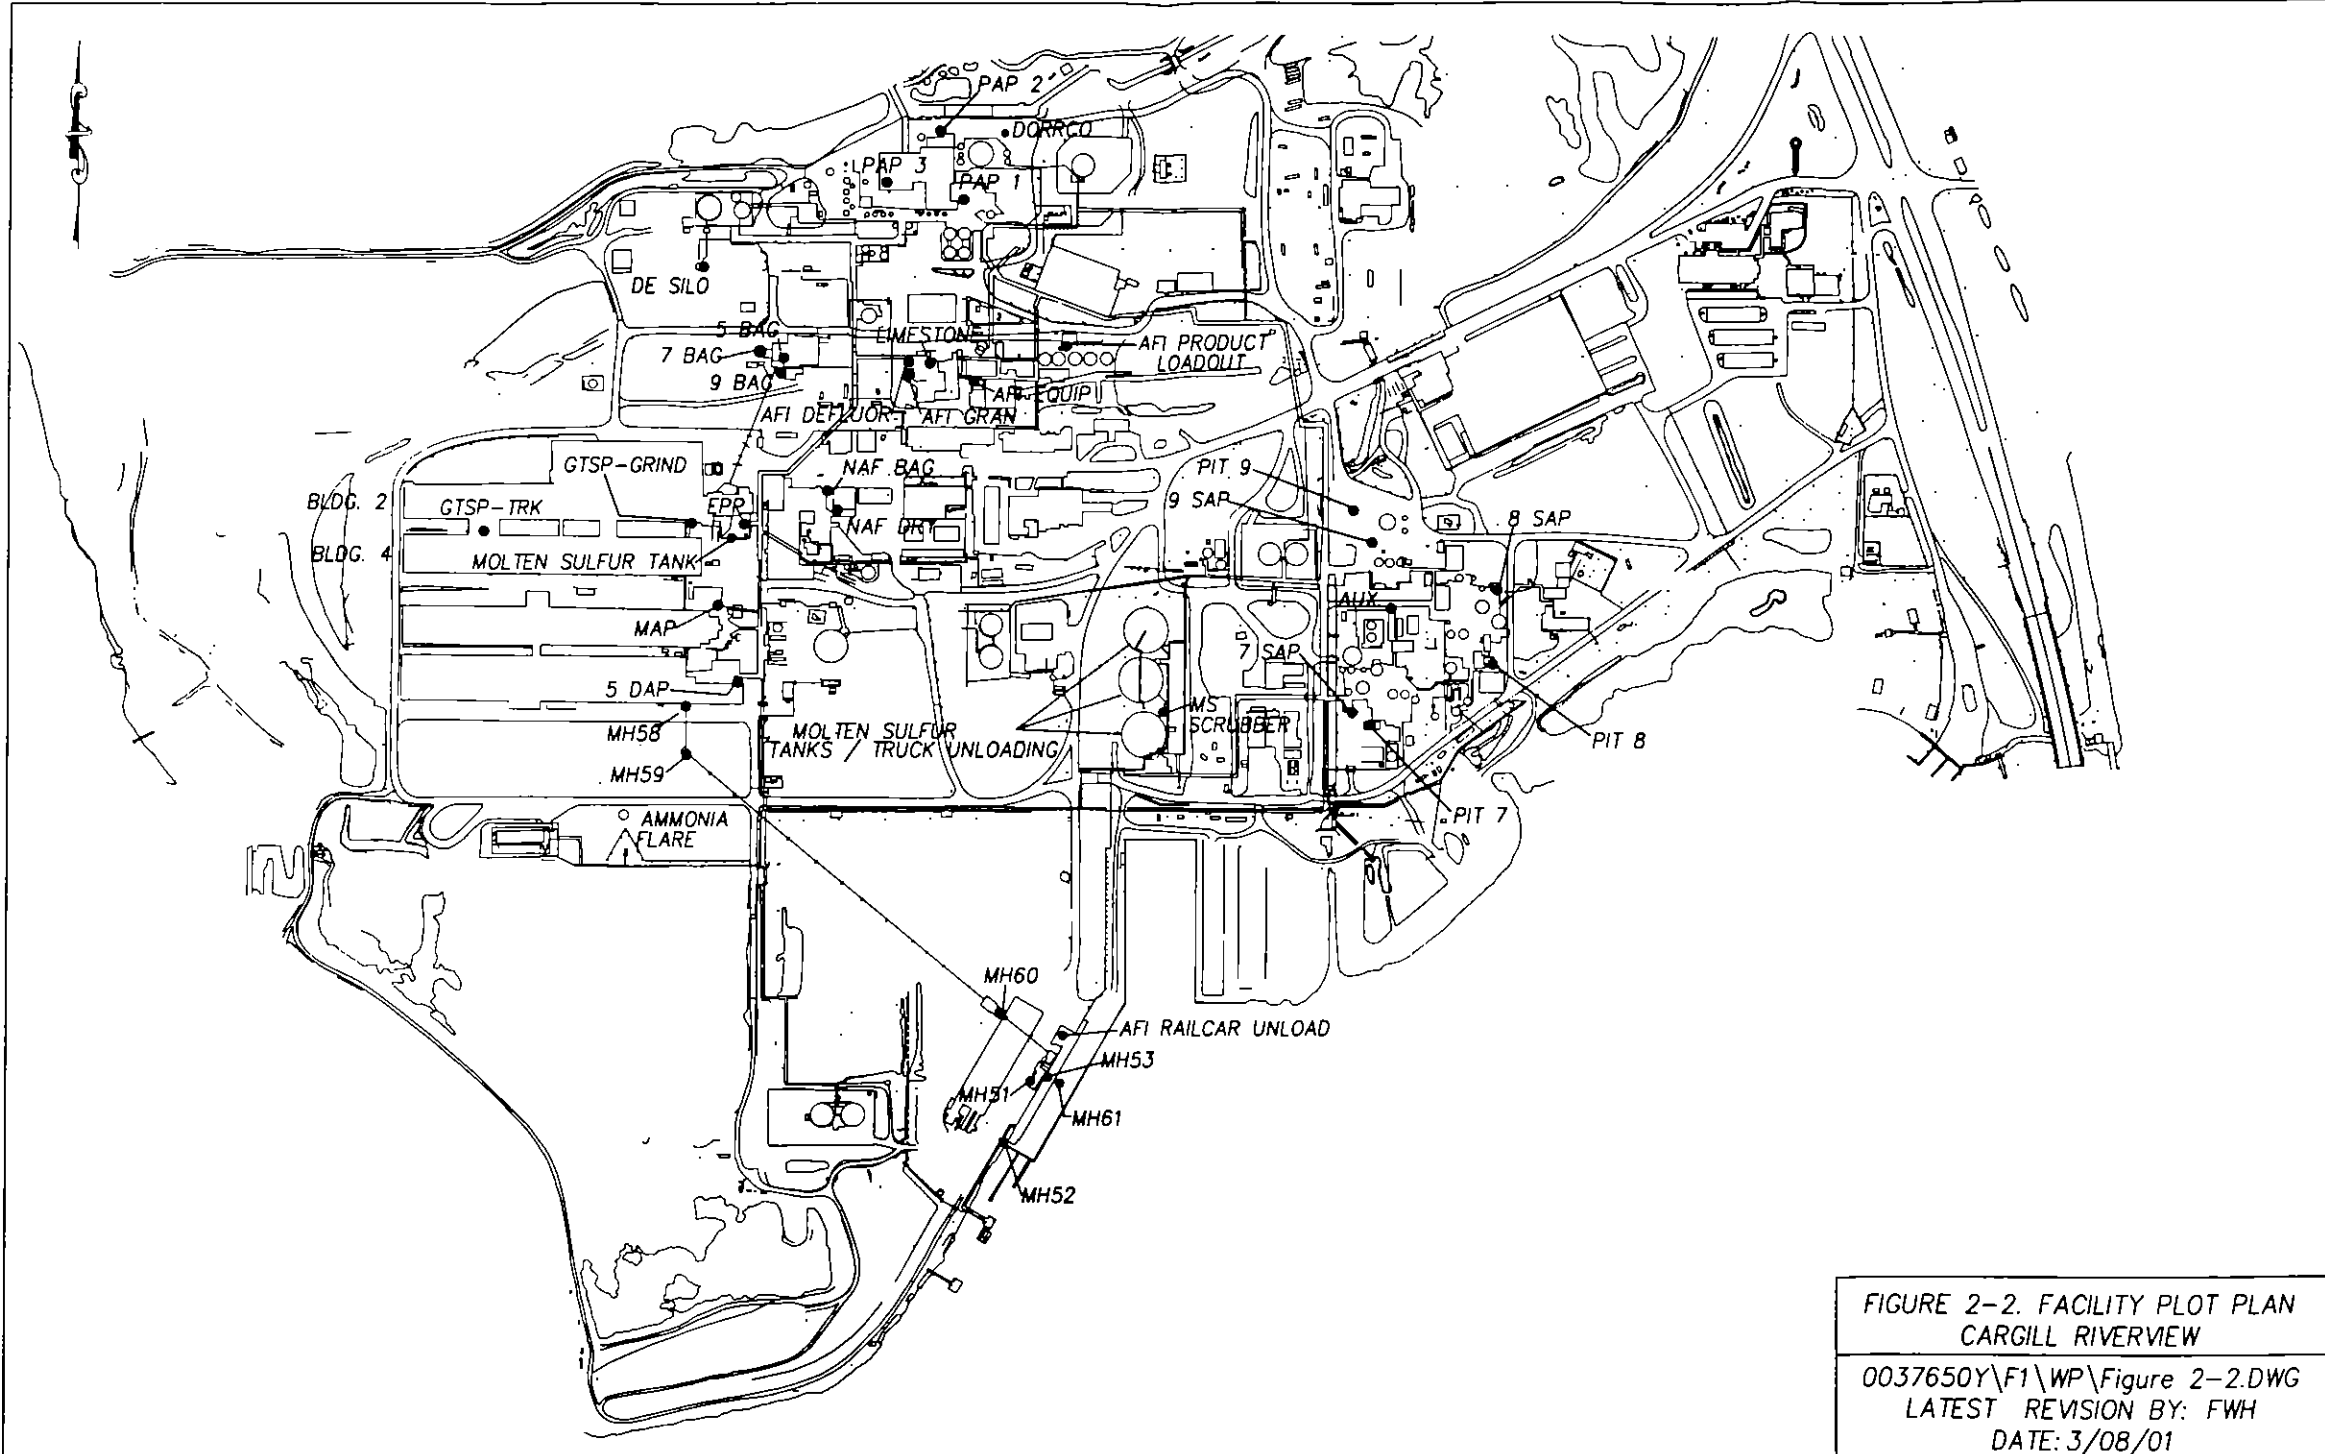 PAP 2
DORRCO
PAP 3
PAP 1
DE SILO
5 BAG
7 BAG
9 BAG
LIMESTONE
AFI PRODUCT
LOADOUT
AFI EQUIP
AFI DEFLUOR
AFI GRAN
GTSP-GRIND
NAF BAG
PIT 9
BLDG. 2
GTSP-TRK
EPR
9 SAP
8 SAP
NAF DRY
BLDG. 4
MOLTEN SULFUR TANK
AUX
MAP
7 SAP
5 DAP
MS
SCRUBBER
MH58
MOLTEN SULFUR
TANKS / TRUCK UNLOADING
PIT 8
MH59
AMMONIA
FLARE
PIT 7
MH60
AFI RAILCAR UNLOAD
MH53
MH51
MH61
MH52
FIGURE 2-2. FACILITY PLOT PLAN
CARGILL RIVERVIEW
0037650Y\F1\WP\Figure 2-2.DWG
LATEST REVISION BY: FWH
DATE: 3/08/01